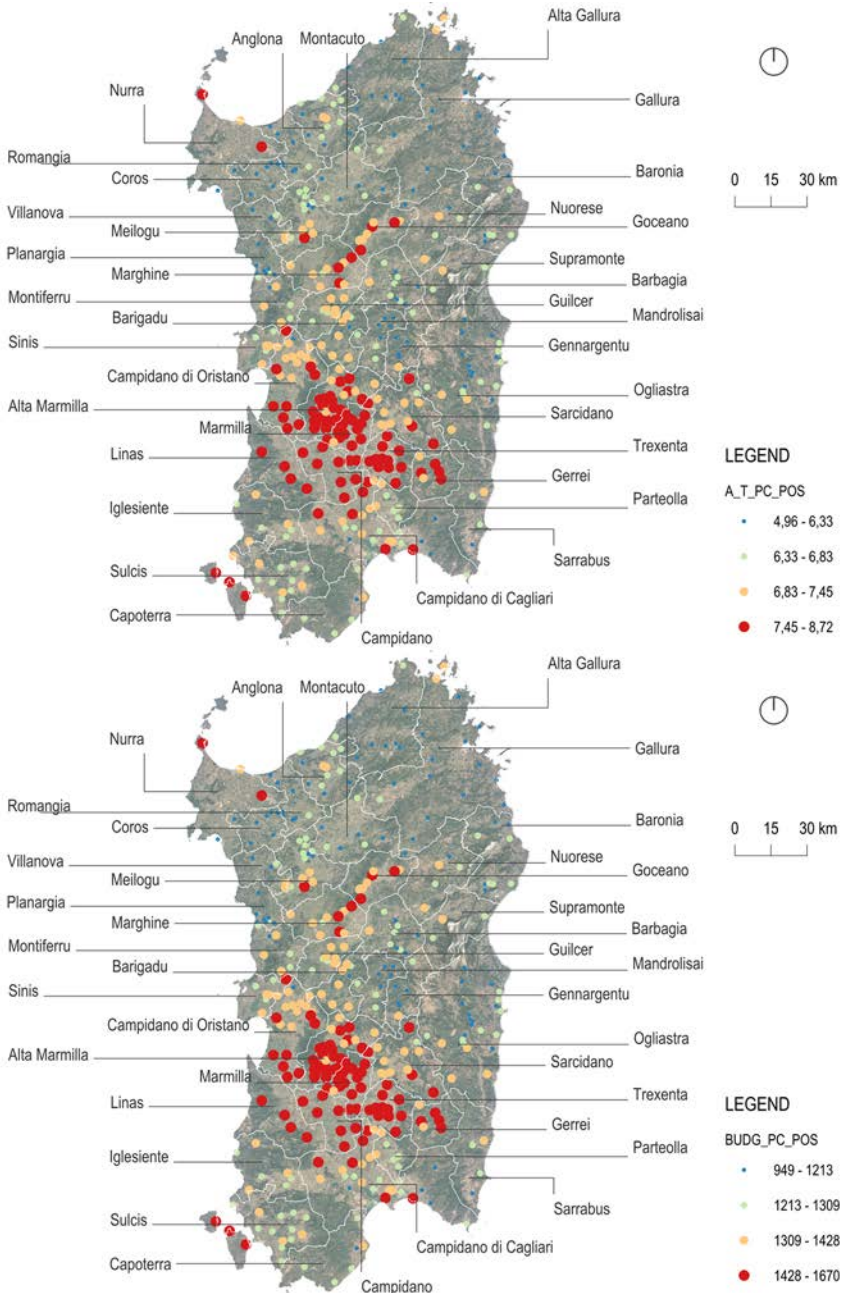 Alta Gallura
Anglona
Montacuto
Nurra
Gallura
Romangia
Coros
Baronia
0 15 30 km
Villanova
Nuorese
Meilogu
Goceano
Planargia
Supramonte
Marghine
Barbagia
Montiferru
Guilcer
Barigadu
Mandrolisai
Sinis
Gennargentu
Campidano di Oristano
Ogliastra
Alta Marmilla
Sarcidano
Marmilla
Linas
Trexenta
LEGEND
Gerrei
A_T_PC_POS
Iglesiente
Parteolla
4,96 - 6,33
Sarrabus
6,33 - 6,83
Sulcis
6,83 - 7,45
Campidano di Cagliari
Capoterra
7,45 - 8,72
Campidano
Alta Gallura
Anglona
Montacuto
Nurra
Gallura
Romangia
Coros
Baronia
0 15 30 km
Villanova
Nuorese
Meilogu
Goceano
Planargia
Supramonte
Marghine
Barbagia
Montiferru
Guilcer
Barigadu
Mandrolisai
Sinis
Gennargentu
Campidano di Oristano
Ogliastra
Alta Marmilla
Sarcidano
Marmilla
Linas
Trexenta
LEGEND
Gerrei
BUDG_PC_POS
Iglesiente
Parteolla
949 - 1213
Sarrabus
1213 - 1309
Sulcis
1309 - 1428
Campidano di Cagliari
Capoterra
1428 - 1670
Campidano